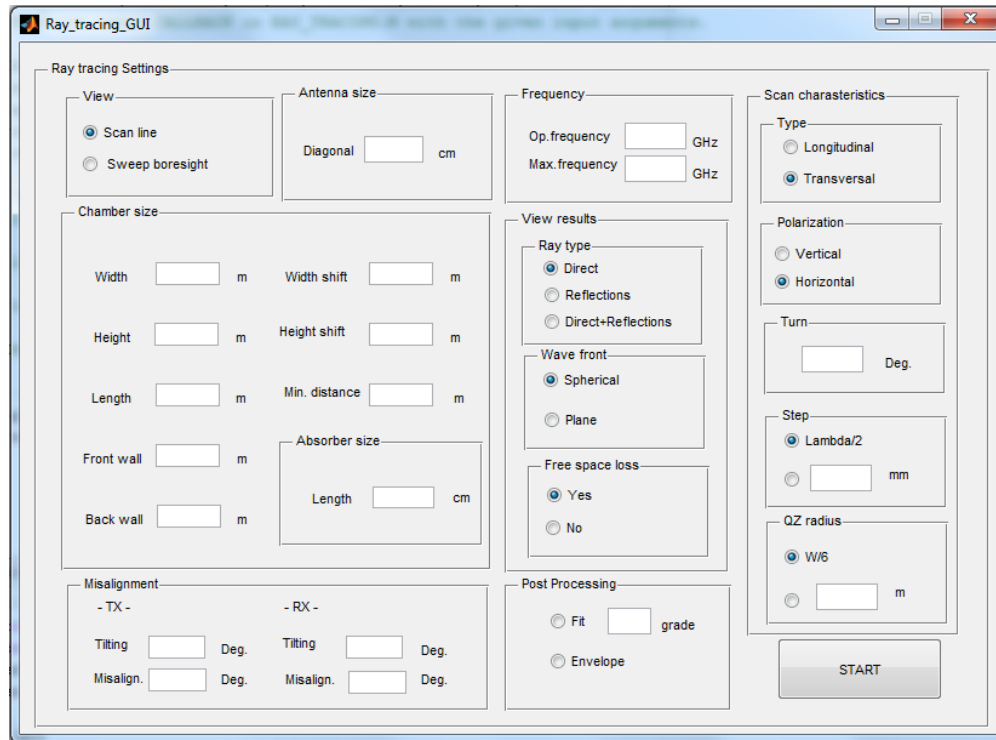 Ray_tracing_GUI
Ray tracing Settings
View
Scan line
Sweep boresight
Antenna size
Diagonal cm
Frequency
Op.frequency GHz
Max.frequency GHz
Scan charasteristics
Type
Longitudinal
Transversal
Polarization
Vertical
Horizontal
Turn
Deg.
Step
Lambda/2
mm
QZ radius
W/6
m
Chamber size
Width m Width shift m
Height m Height shift m
Length m Min. distance m
Front wall m
Back wall m
Absorber size
Length cm
View results
Ray type
Direct
Reflections
Direct+Reflections
Wave front
Spherical
Plane
Free space loss
Yes
No
Misalignment
- TX - - RX -
Tilting Deg. Tilting Deg.
Misalign. Deg. Misalign. Deg.
Post Processing
Fit grade
Envelope
START